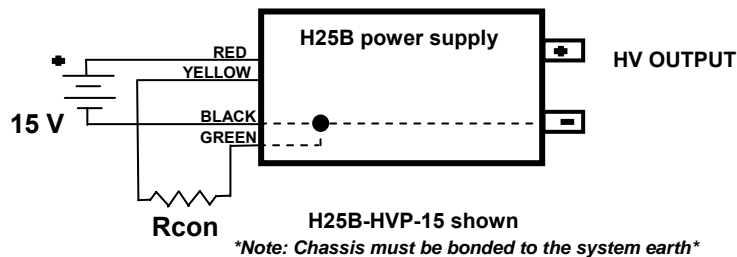 H25B power supply
RED
+
HV OUTPUT
YELLOW
15 V
BLACK
-
GREEN
Rcon
H25B-HVP-15 shown
*Note: Chassis must be bonded to the system earth*